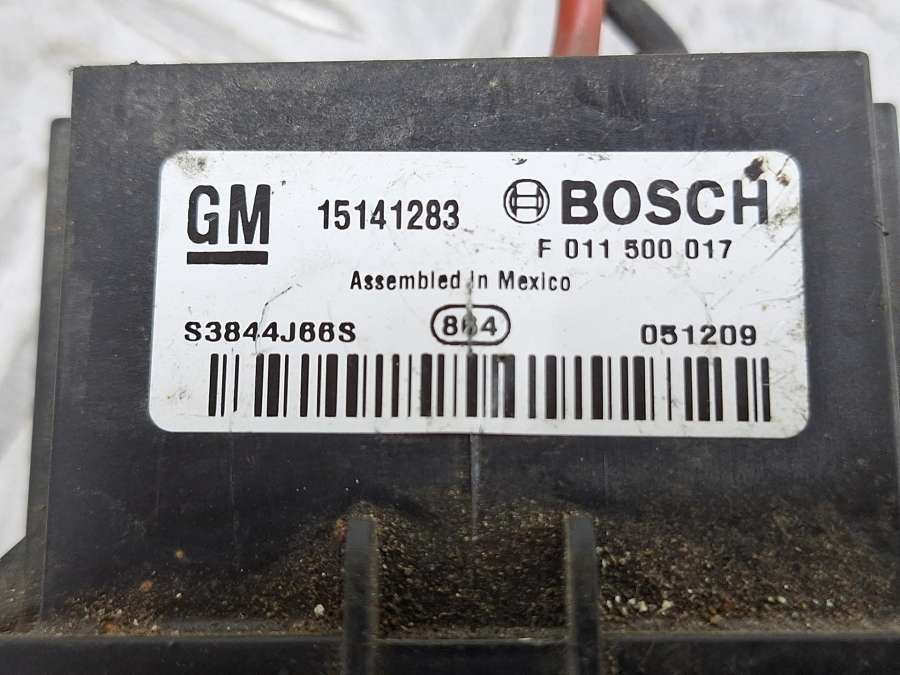 GM 15141283 BOSCH
F 011 500 017
Assembled in Mexico
S3844J66S 864 051209